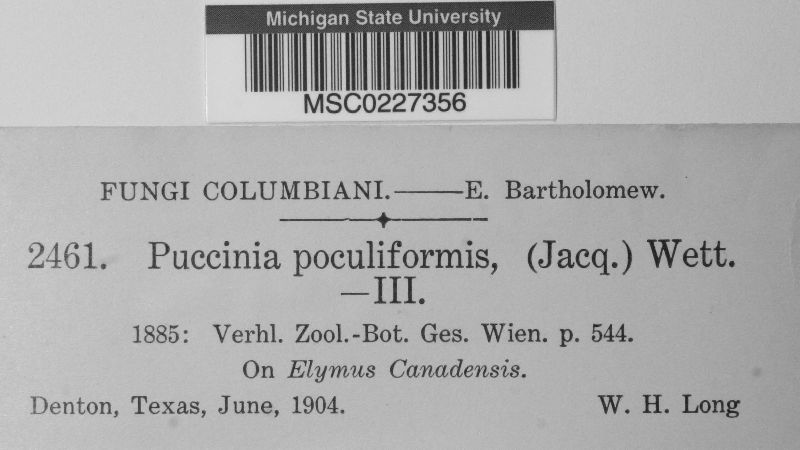 Michigan State University
MSC0227356
FUNGI COLUMBIANI.——E. Bartholomew.
2461. Puccinia poculiformis, (Jacq.) Wett.
—III.
1885: Verhl. Zool.-Bot. Ges. Wien. p. 544.
On Elymus Canadensis.
Denton, Texas, June, 1904. W. H. Long